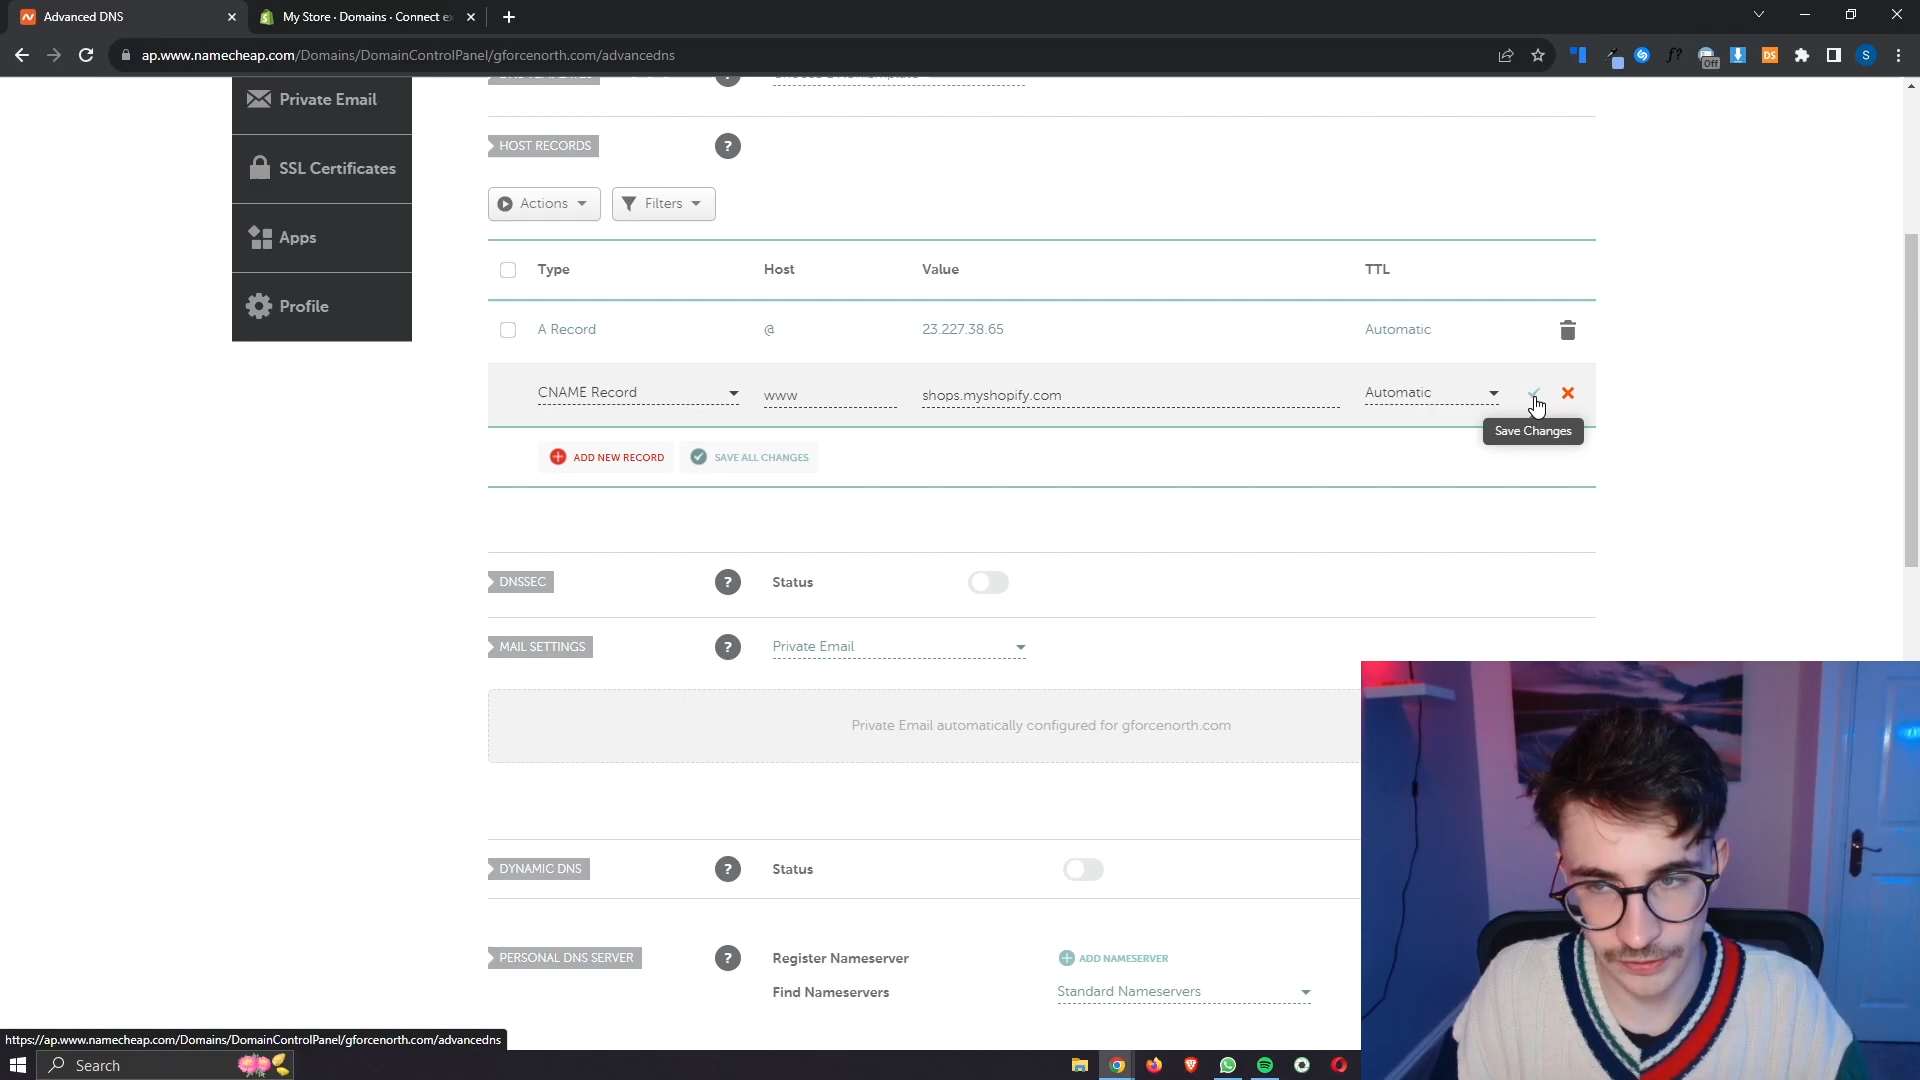 Advanced DNS
My Store · Domains · Connect ex
ap.www.namecheap.com/Domains/DomainControlPanel/gforcenorth.com/advancedns
f?
Off
DS
S
Private Email
HOST RECORDS
?
SSL Certificates
Actions
Filters
Apps
Type
Host
Value
TTL
Profile
A Record
@
23.227.38.65
Automatic
CNAME Record
www
shops.myshopify.com
Automatic
Save Changes
ADD NEW RECORD
SAVE ALL CHANGES
DNSSEC
?
Status
MAIL SETTINGS
?
Private Email
Private Email automatically configured for gforcenorth.com
DYNAMIC DNS
?
Status
PERSONAL DNS SERVER
?
Register Nameserver
ADD NAMESERVER
Find Nameservers
Standard Nameservers
https://ap.www.namecheap.com/Domains/DomainControlPanel/gforcenorth.com/advancedns
Search